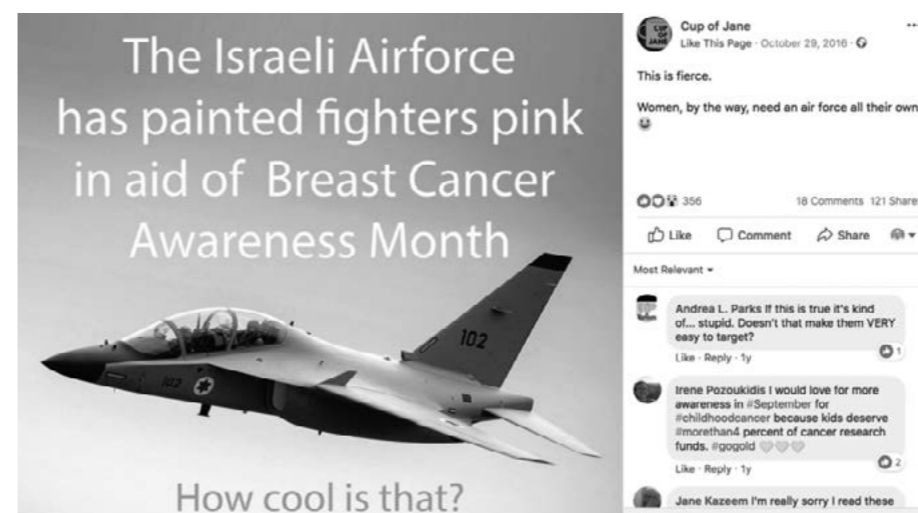 The Israeli Airforce
has painted fighters pink
in aid of Breast Cancer
Awareness Month
102
102
How cool is that?
CUP
OF
JANE
Cup of Jane
Like This Page · October 29, 2016 ·
...
This is fierce.
Women, by the way, need an air force all their own
356
18 Comments 121 Share
Like Comment Share
Most Relevant
Andrea L. Parks If this is true it's kind
of... stupid. Doesn't that make them VERY
easy to target?
1
Like · Reply · 1y
Irene Pozoukidis I would love for more
awareness in #September for
#childhoodcancer because kids deserve
#morethan4 percent of cancer research
funds. #gogold 🤍🤍🤍
2
Like · Reply · 1y
Jane Kazeem I'm really sorry I read these